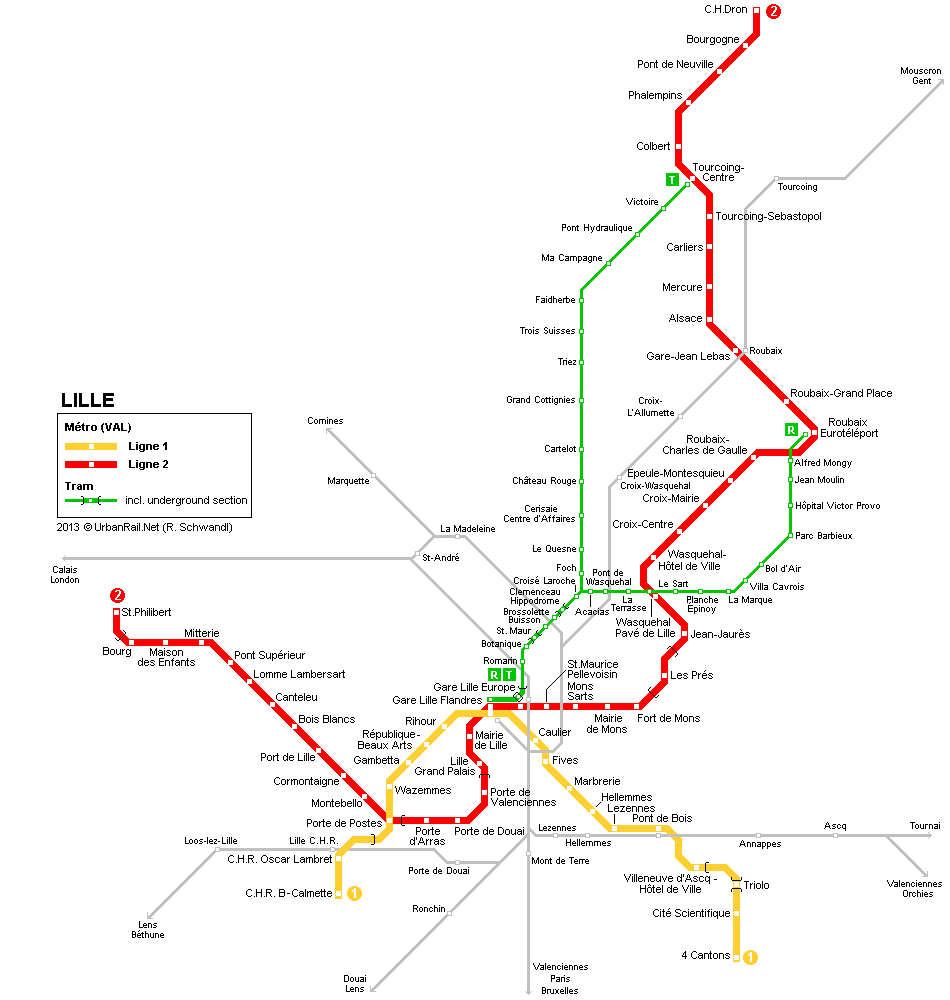 C.H.Dron
2
Bourgogne
Pont de Neuville
Mouscron
Gent
Phalempins
Colbert
Tourcoing-
Centre
T
Tourcoing
Victoire
Tourcoing-Sebastopol
Pont Hydraulique
Carliers
Ma Campagne
Mercure
Faidherbe
Alsace
Trois Suisses
Gare-Jean Lebas
Roubaix
Triez
LILLE
Métro (VAL)
Ligne 1
Ligne 2
Tram
incl. underground section
2013 © UrbanRail.Net (R. Schwandl)
Roubaix-Grand Place
Grand Cottignies
Croix-
L'Allumette
Comines
Roubaix
Eurotéléport
R
Roubaix-
Charles de Gaulle
Cartelot
Alfred Mongy
Marquette
Epeule-Montesquieu
Jean Moulin
Château Rouge
Croix-Wasquehal
Croix-Mairie
Hôpital Victor Provo
Cerisaie
Centre d'Affaires
Croix-Centre
La Madeleine
Parc Barbieux
Le Quesne
St-André
Wasquehal-
Hôtel de Ville
Calais
London
Foch
Bol d'Air
Croisé Laroche
Pont de
Wasquehal
Le Sart
Villa Cavrois
Clemenceau
Hippodrome
La
Terrasse
Planche
Epinoy
La Marque
2
St.Philibert
Brossolette
Buisson
Acacias
Wasquehal
Pavé de Lille
St. Maur
Jean-Jaurès
Mitterie
Botanique
Bourg
Maison
des Enfants
Pont Supérieur
Romarin
St.Maurice
Pellevoisin
Lomme Lambersart
R
T
Les Prés
Gare Lille Europe
Mons
Sarts
Canteleu
Gare Lille Flandres
Bois Blancs
Rihour
Mairie
de Mons
Fort de Mons
République-
Beaux Arts
Mairie
de Lille
Caulier
Port de Lille
Gambetta
Lille
Grand Palais
Fives
Cormontaigne
Wazemmes
Marbrerie
Montebello
Porte de
Valenciennes
Hellemmes
Lezennes
Porte de Postes
Pont de Bois
Porte
d'Arras
Porte de Douai
Lezennes
Hellemmes
Annappes
Ascq
Tournai
Loos-lez-Lille
Lille C.H.R.
C.H.R. Oscar Lambret
Porte de Douai
Mont de Terre
Villeneuve d'Ascq -
Hôtel de Ville
Triolo
Valenciennes
Orchies
C.H.R. B-Calmette
1
Ronchin
Cité Scientifique
Lens
Béthune
4 Cantons
1
Douai
Lens
Valenciennes
Paris
Bruxelles